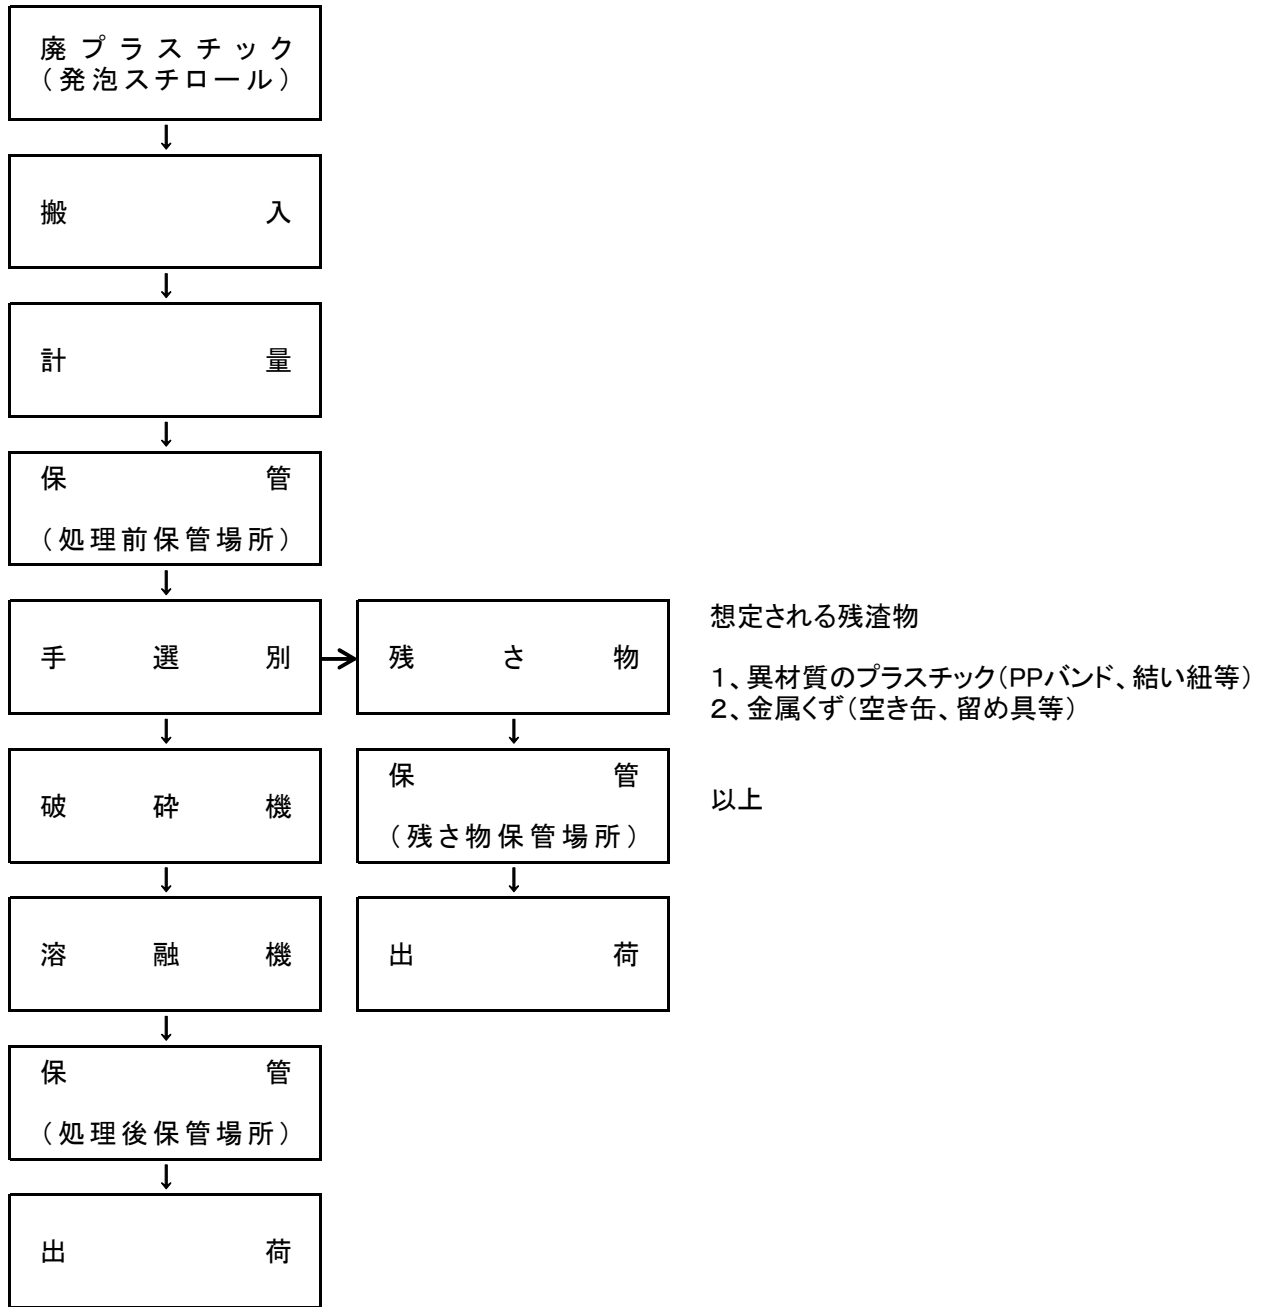 廃プラスチック
（発泡スチロール）
↓
搬入
↓
計量
↓
保管
（処理前保管場所）
↓
手選別
→
残さ物
想定される残渣物
1、異材質のプラスチック（PPバンド、結い紐等）
2、金属くず（空き缶、留め具等）
↓
↓
破砕機
保管
（残さ物保管場所）
以上
↓
↓
溶融機
出荷
↓
保管
（処理後保管場所）
↓
出荷